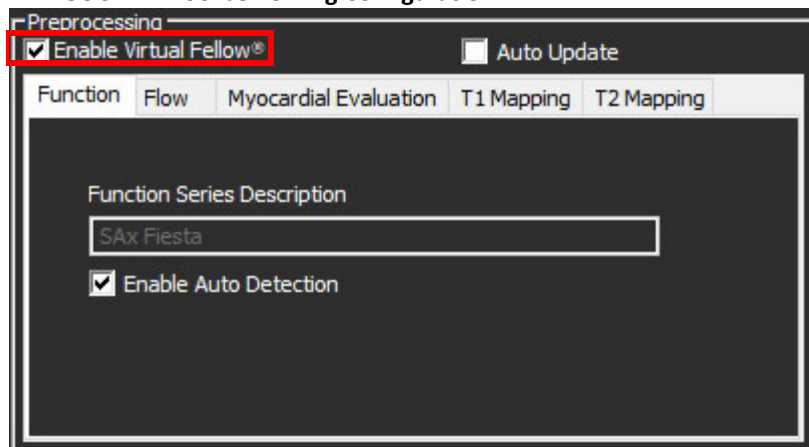 Preprocessing
Enable Virtual Fellow®
Auto Update
Function Flow Myocardial Evaluation T1 Mapping T2 Mapping
Function Series Description
SAx Fiesta
Enable Auto Detection